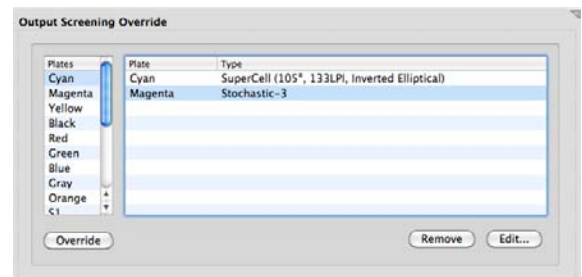 Output Screening Override
Plates
Cyan
Magenta
Yellow
Black
Red
Green
Blue
Gray
Orange
S1
Plate Type
Cyan SuperCell (105°, 133LPI, Inverted Elliptical)
Magenta Stochastic-3
Override
Remove Edit...